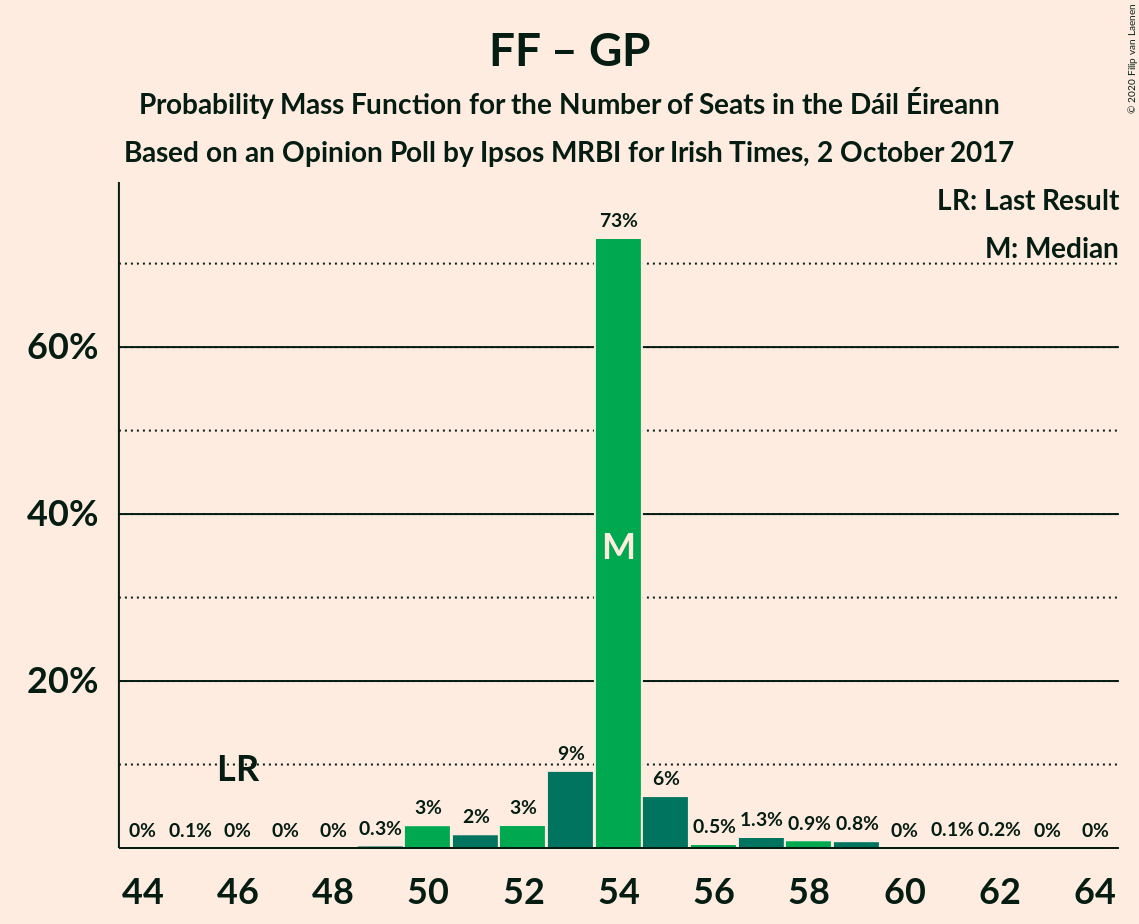 FF – GP
Probability Mass Function for the Number of Seats in the Dáil Éireann
Based on an Opinion Poll by Ipsos MRBI for Irish Times, 2 October 2017
© 2020 Filip van Laenen
LR: Last Result
M: Median
60%
40%
20%
LR
M
0% 0.1% 0% 0% 0% 0.3% 3% 2% 3% 9% 73% 6% 0.5% 1.3% 0.9% 0.8% 0% 0.1% 0.2% 0% 0%
44 46 48 50 52 54 56 58 60 62 64